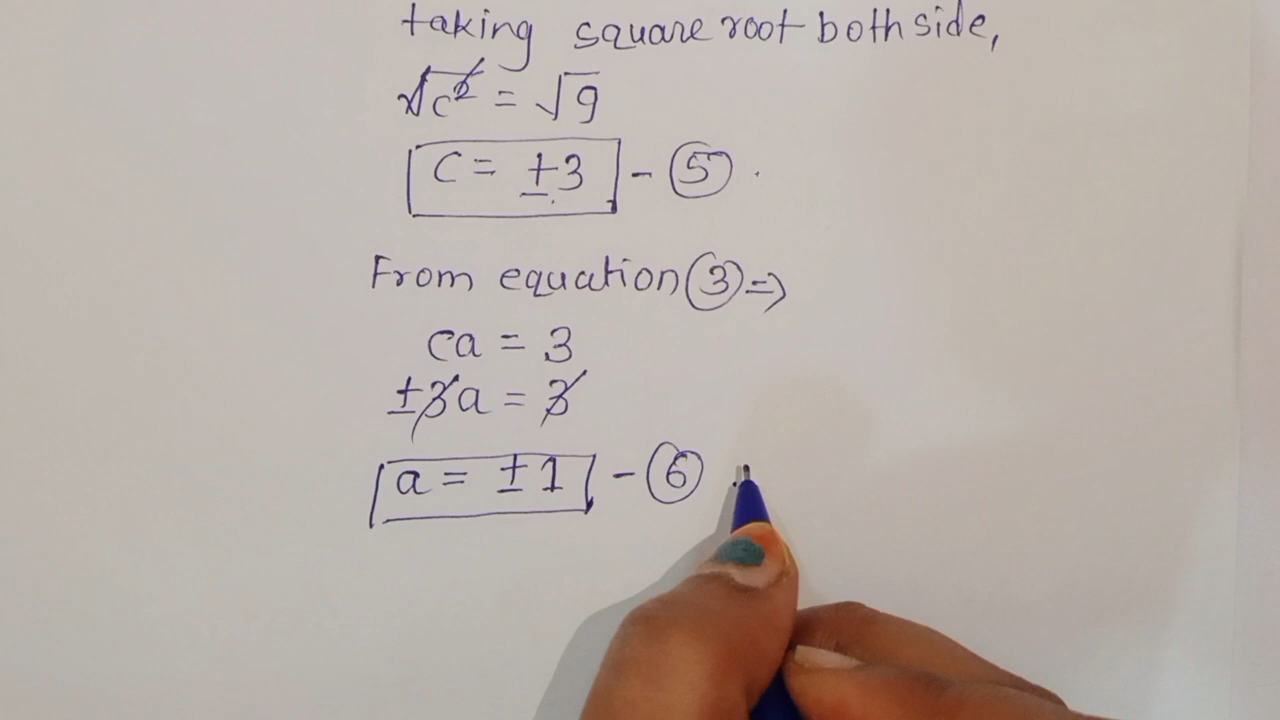 taking square root both side,
√c² = √9
c = ±3 - ⑤.
From equation ③ ⇒
ca = 3
±3a = 3
a = ±1 - ⑥